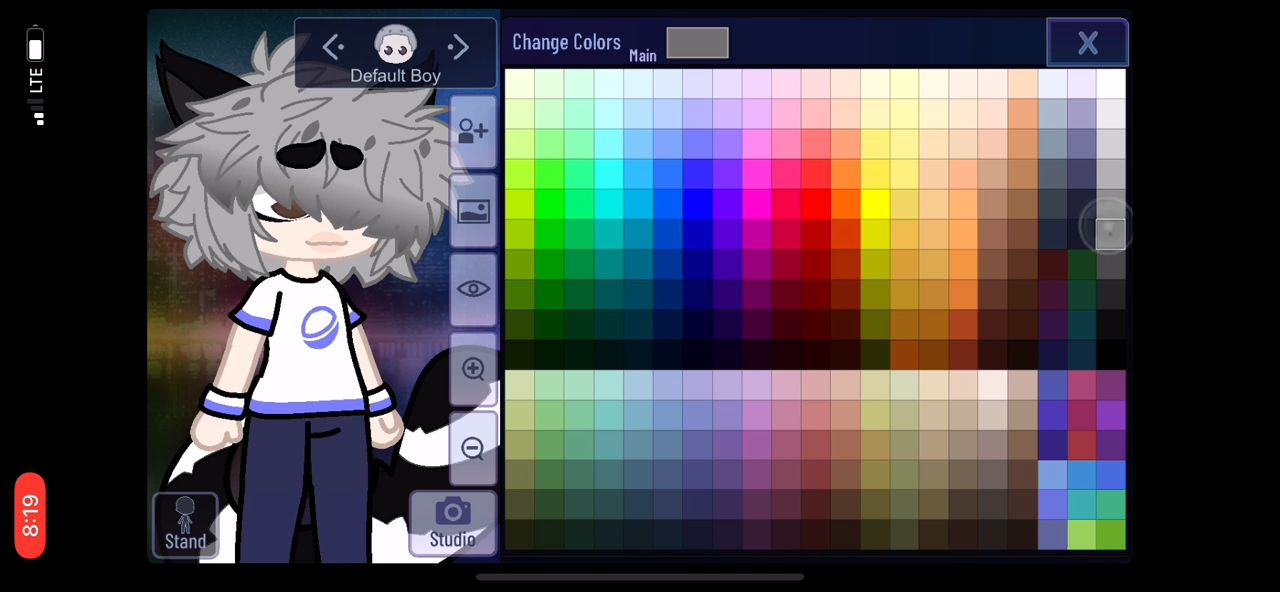 LTE
8:19
Default Boy
Change Colors
Main
X
Stand
Studio